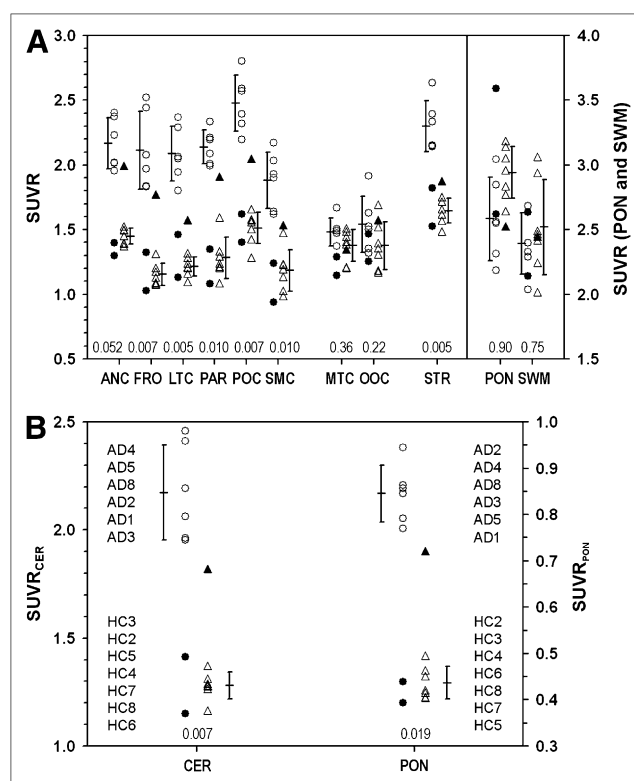 A
3.0
2.5
2.0
1.5
1.0
0.5
SUVR
4.0
3.5
3.0
2.5
2.0
1.5
SUVR (PON and SWM)
0.052 0.007 0.005 0.010 0.007 0.010 0.36 0.22 0.005 0.90 0.75
ANC FRO LTC PAR POC SMC MTC OOC STR PON SWM
B
2.5
2.0
1.5
1.0
SUVRCER
1.0
0.9
0.8
0.7
0.6
0.5
0.4
0.3
SUVRPON
AD4
AD5
AD8
AD2
AD1
AD3
HC3
HC2
HC5
HC4
HC7
HC8
HC6
AD2
AD4
AD8
AD3
AD5
AD1
HC2
HC3
HC4
HC6
HC8
HC7
HC5
0.007 0.019
CER PON